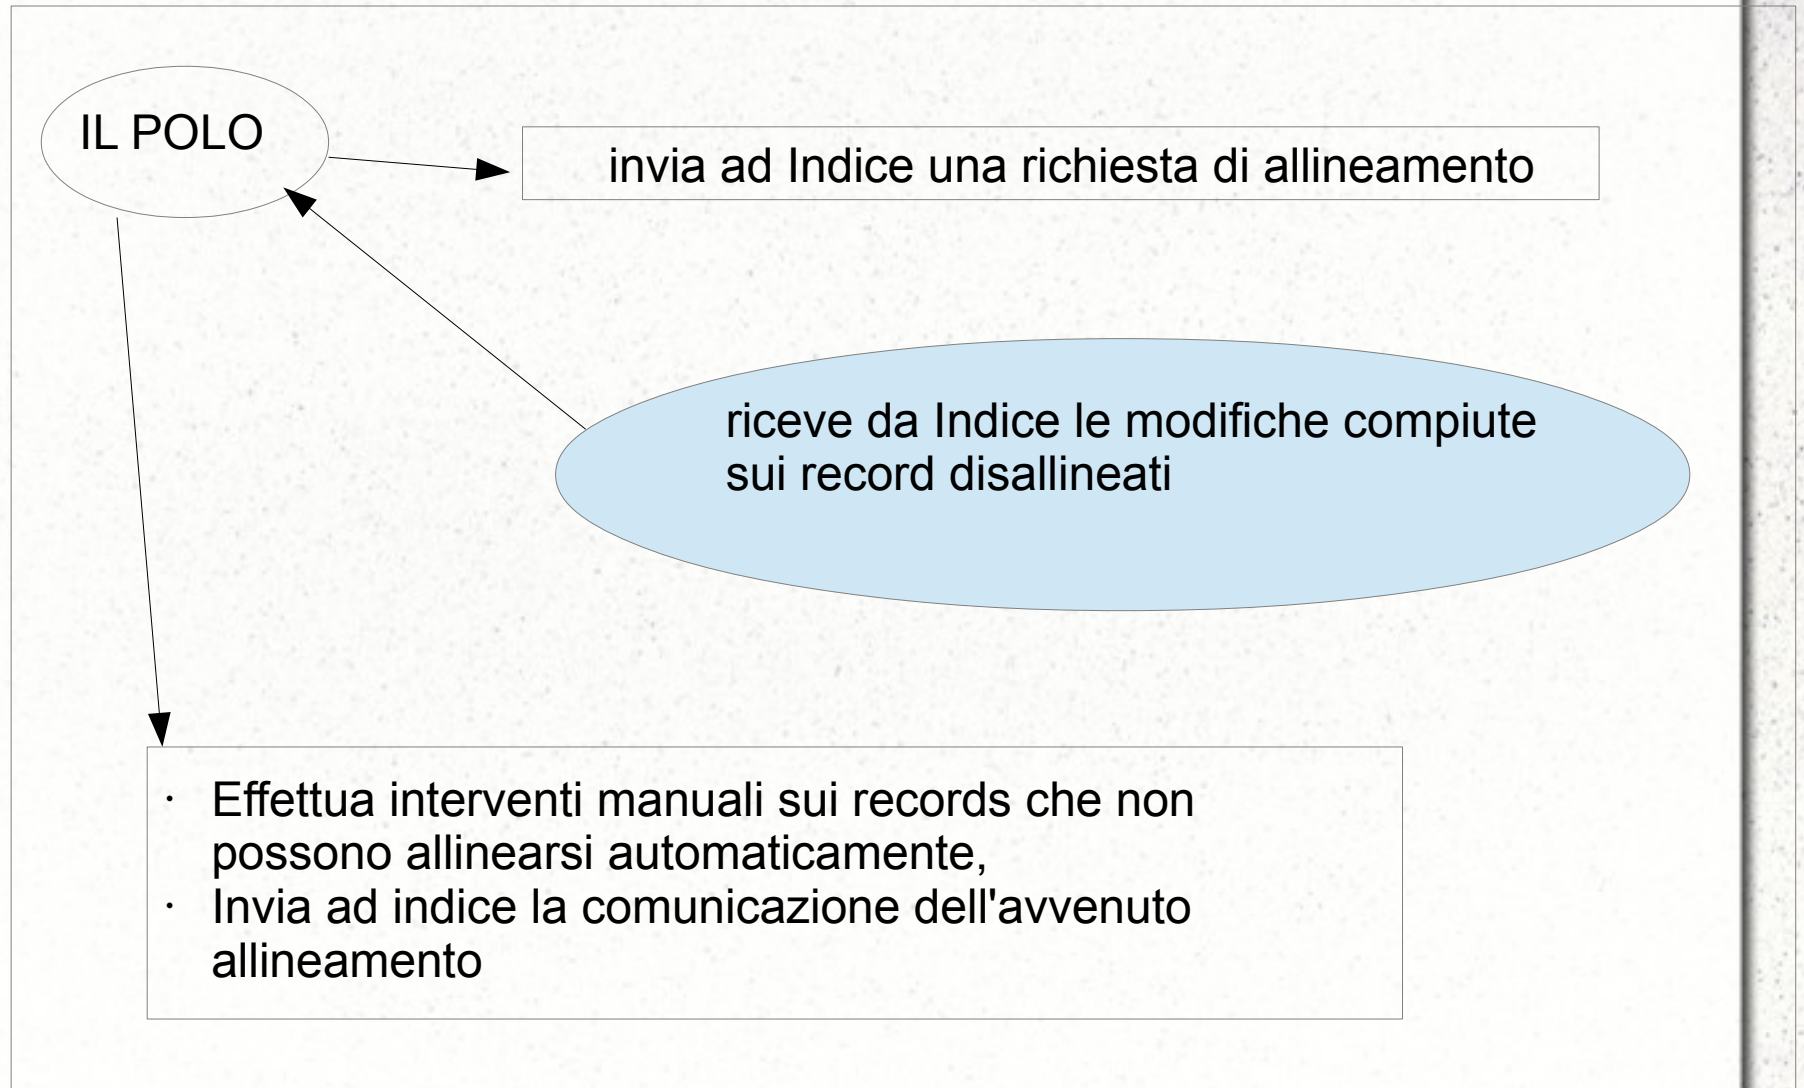 IL POLO
invia ad Indice una richiesta di allineamento
riceve da Indice le modifiche compiute
sui record disallineati
· Effettua interventi manuali sui records che non
possono allinearsi automaticamente,
· Invia ad indice la comunicazione dell'avvenuto
allineamento